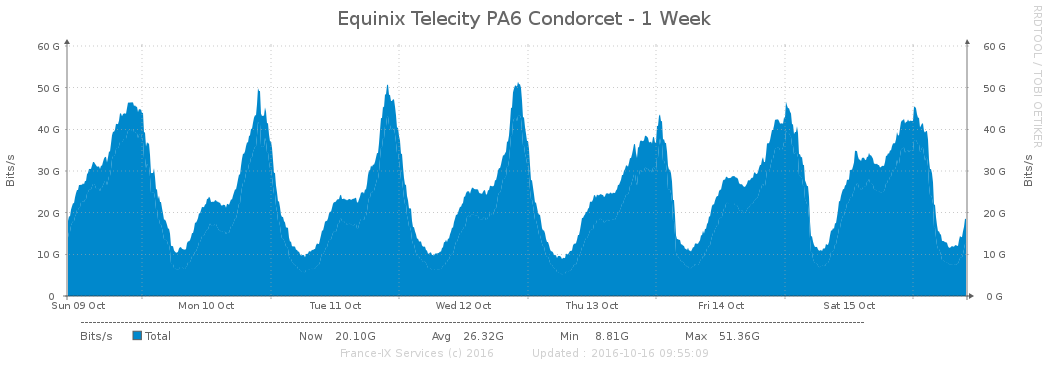 Equinix Telecity PA6 Condorcet - 1 Week
RRDTOOL / TOBI OETIKER
Bits/s
60 G
50 G
40 G
30 G
20 G
10 G
0
60 G
50 G
40 G
30 G
20 G
10 G
0 G
Bits/s
Sun 09 Oct Mon 10 Oct Tue 11 Oct Wed 12 Oct Thu 13 Oct Fri 14 Oct Sat 15 Oct
Bits/s Total Now 20.10G Avg 26.32G Min 8.81G Max 51.36G
France-IX Services (c) 2016 Updated : 2016-10-16 09:55:09